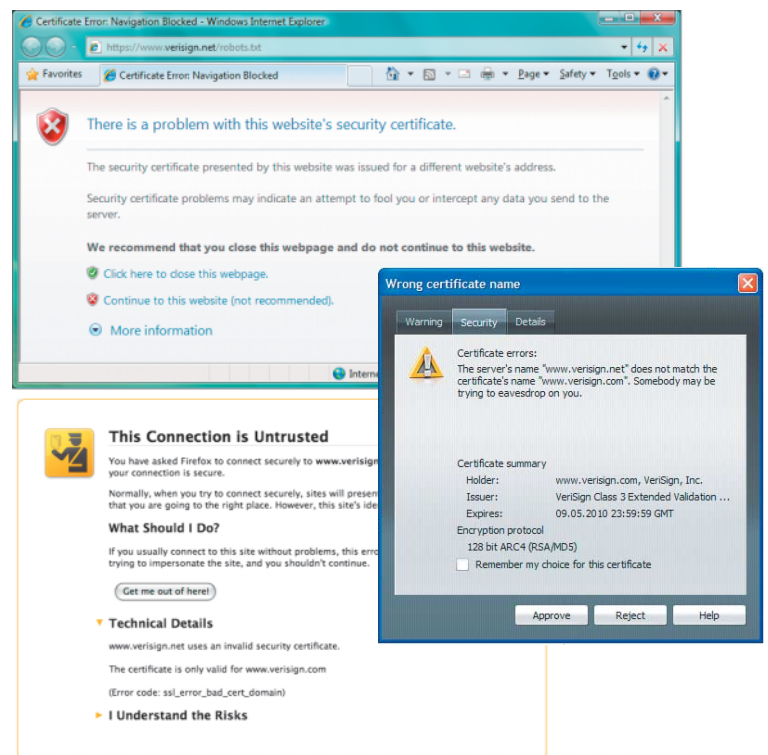 Certificate Error: Navigation Blocked - Windows Internet Explorer
https://www.verisign.net/robots.txt
Favorites Certificate Error: Navigation Blocked Page Safety Tools
There is a problem with this website's security certificate.
The security certificate presented by this website was issued for a different website's address.
Security certificate problems may indicate an attempt to fool you or intercept any data you send to the
server.
We recommend that you close this webpage and do not continue to this website.
Click here to close this webpage.
Continue to this website (not recommended).
More information
Interne
Wrong certificate name
Warning Security Details
Certificate errors:
The server's name "www.verisign.net" does not match the
certificate's name "www.verisign.com". Somebody may be
trying to eavesdrop on you.
Certificate summary
Holder: www.verisign.com, VeriSign, Inc.
Issuer: VeriSign Class 3 Extended Validation ...
Expires: 09.05.2010 23:59:59 GMT
Encryption protocol
128 bit ARC4 (RSA/MD5)
Remember my choice for this certificate
Approve Reject Help
This Connection is Untrusted
You have asked Firefox to connect securely to www.verisign
your connection is secure.
Normally, when you try to connect securely, sites will presen
that you are going to the right place. However, this site's ide
What Should I Do?
If you usually connect to this site without problems, this erro
trying to impersonate the site, and you shouldn't continue.
Get me out of here!
Technical Details
www.verisign.net uses an invalid security certificate.
The certificate is only valid for www.verisign.com
(Error code: ssl_error_bad_cert_domain)
I Understand the Risks